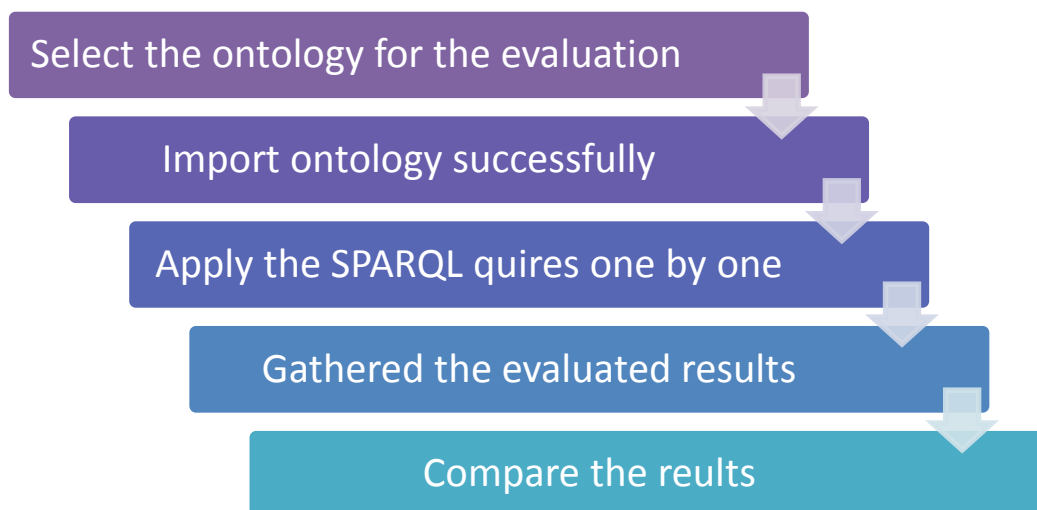 Select the ontology for the evaluation
Import ontology successfully
Apply the SPARQL quires one by one
Gathered the evaluated results
Compare the reults